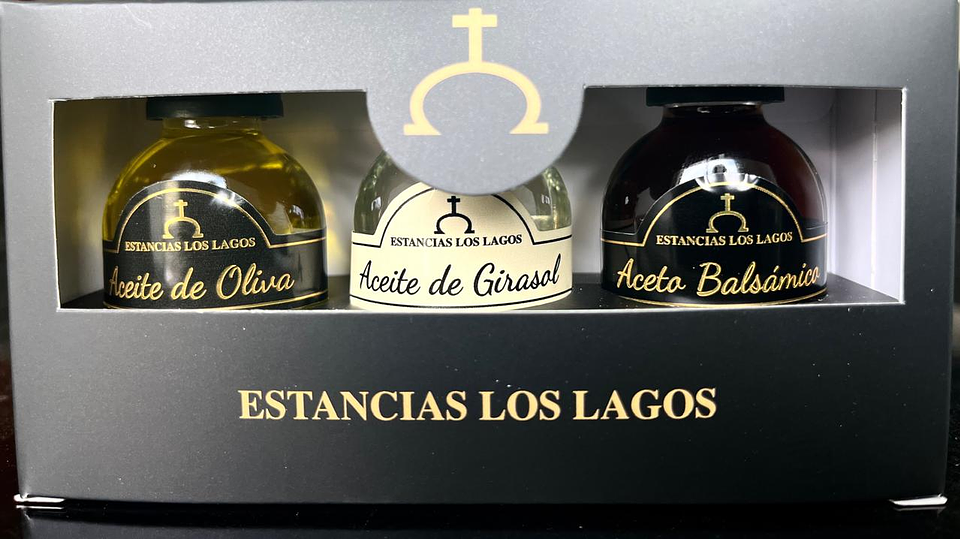 ESTANCIAS LOS LAGOS
Aceite de Oliva
ESTANCIAS LOS LAGOS
Aceite de Girasol
ESTANCIAS LOS LAGOS
Aceto Balsámico
ESTANCIAS LOS LAGOS